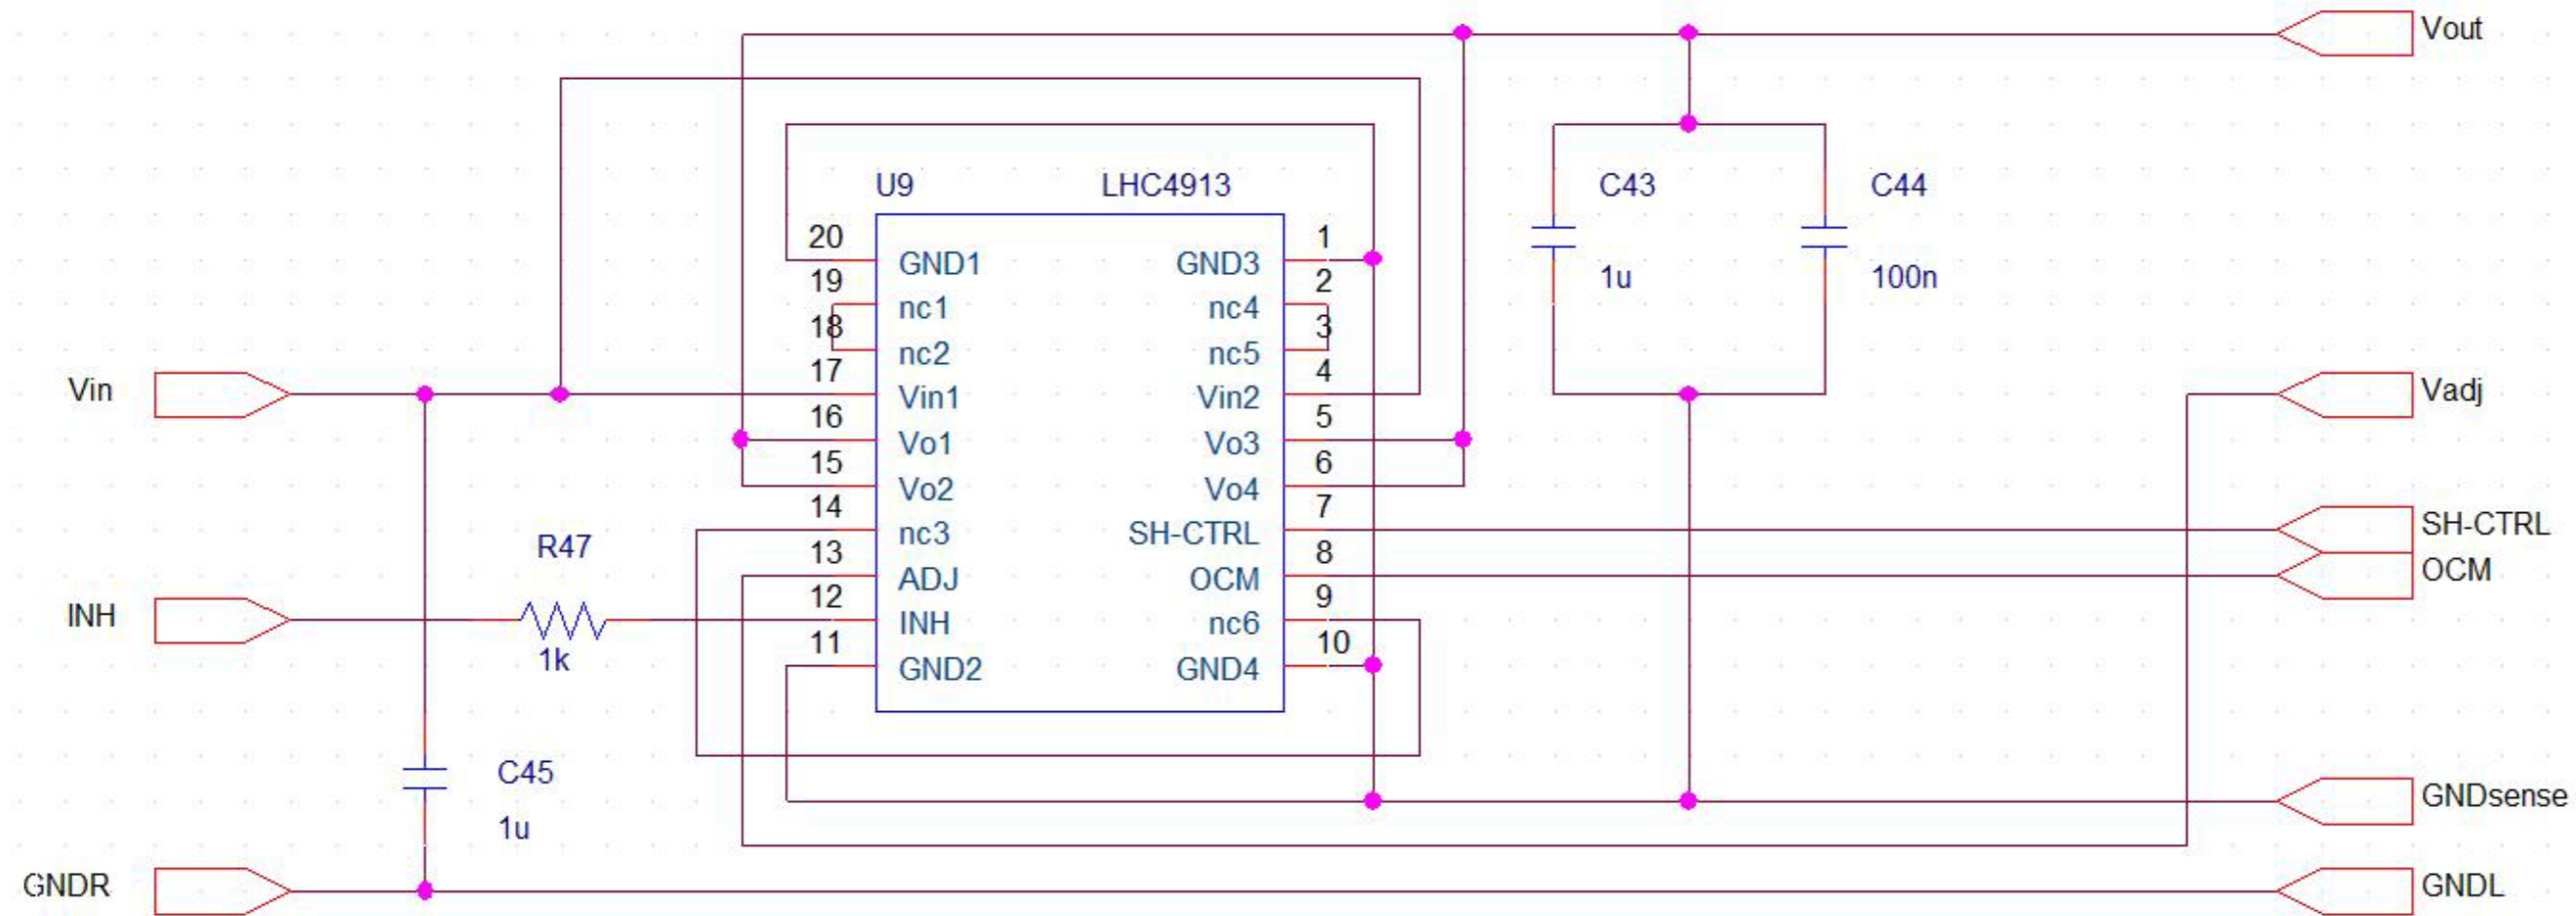 Vout
U9 LHC4913
C43
C44
1u
100n
20 GND1 GND3 1
19 nc1 nc4 2
18 nc2 nc5 3
Vin
17 Vin1 Vin2 4
Vadj
16 Vo1 Vo3 5
15 Vo2 Vo4 6
14 nc3 SH-CTRL 7
SH-CTRL
R47
13 ADJ OCM 8
OCM
INH
12 INH nc6 9
1k
11 GND2 GND4 10
C45
1u
GNDsense
GNDR
GNDL